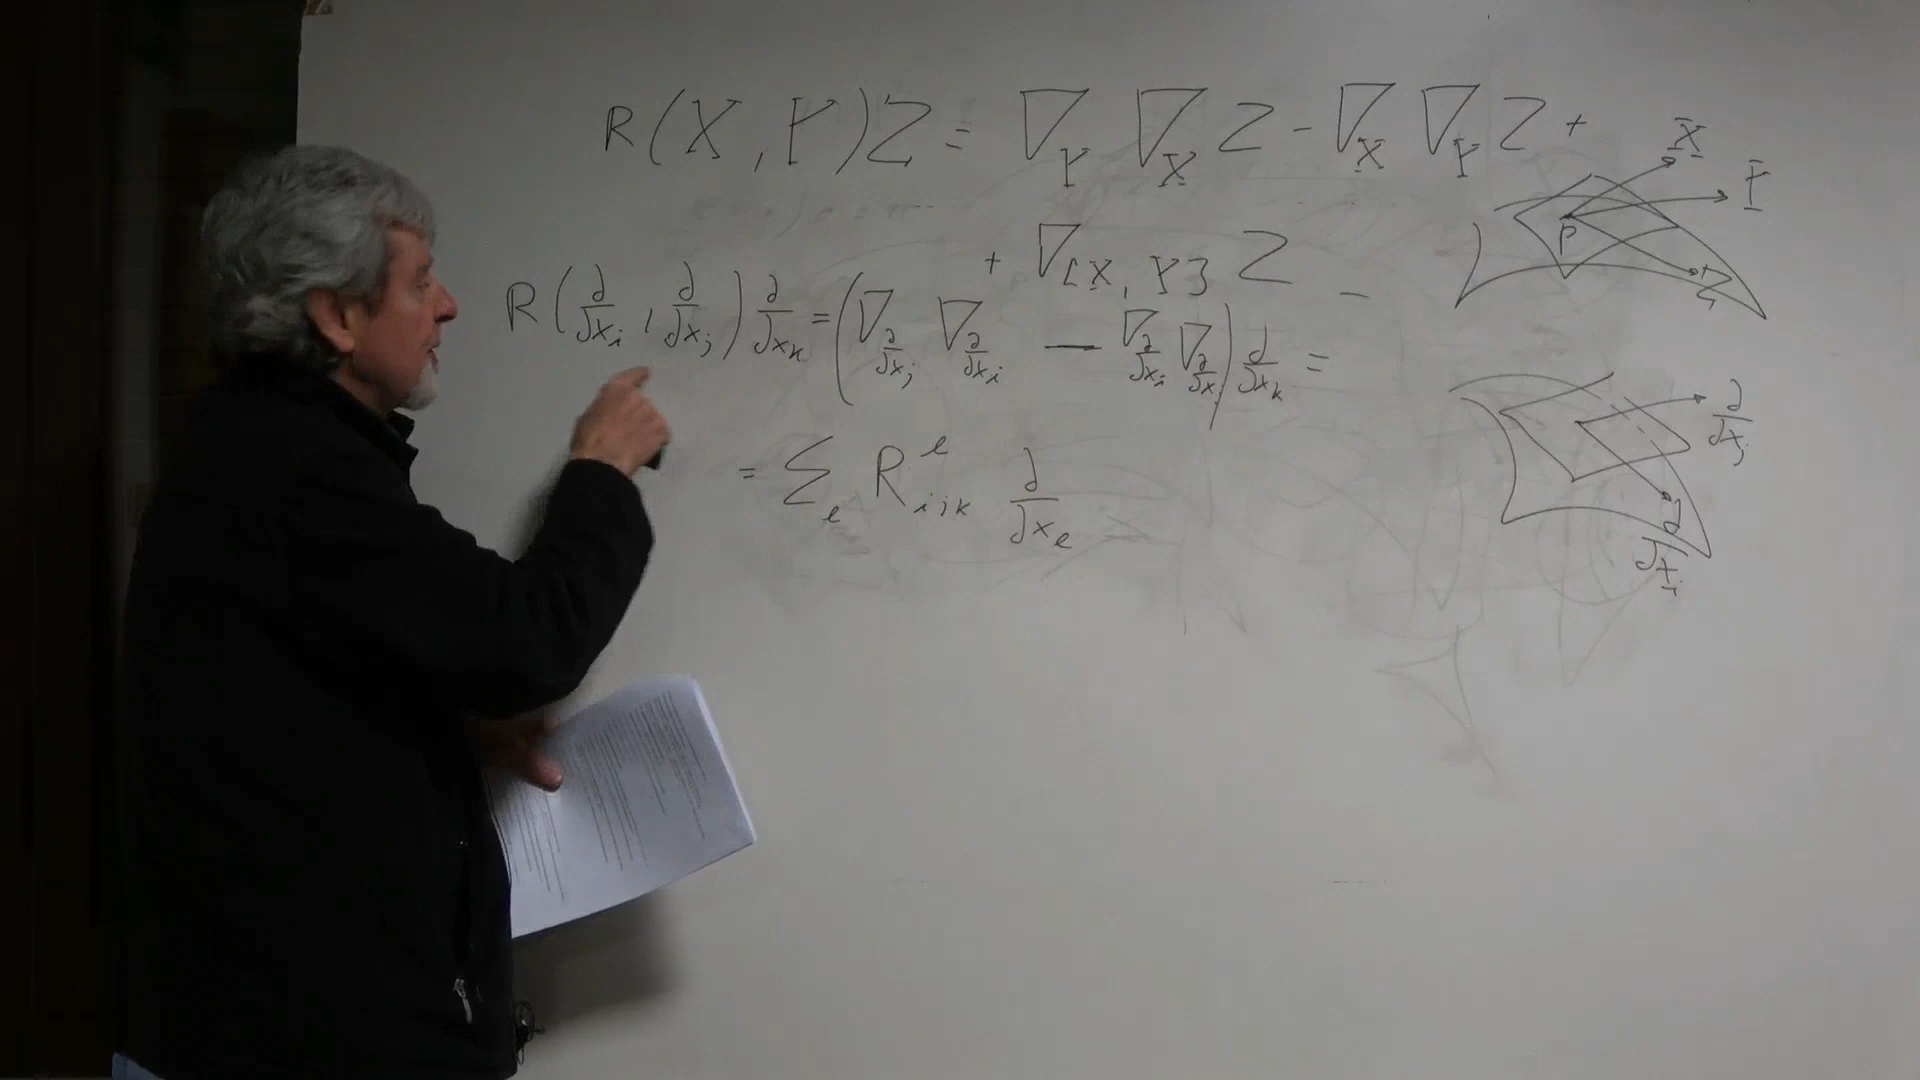 R(X, Y)Z = ∇_Y ∇_X Z - ∇_X ∇_Y Z +
+ ∇_[X, Y] Z -
R(∂/∂x_i, ∂/∂x_j) ∂/∂x_k = (∇_∂/∂x_j ∇_∂/∂x_i — ∇_∂/∂x_i ∇_∂/∂x_j) ∂/∂x_k =
= Σ_l R^l_ijk ∂/∂x_l
X
Y
P
Z
∂/∂x_j
∂/∂x_i